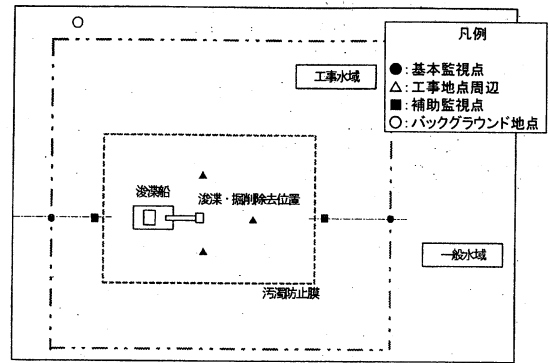 凡例
●:基本監視点
△:工事地点周辺
■:補助監視点
○:バックグラウンド地点
工事水域
浚渫船
浚渫・掘削除去位置
一般水域
汚濁防止膜